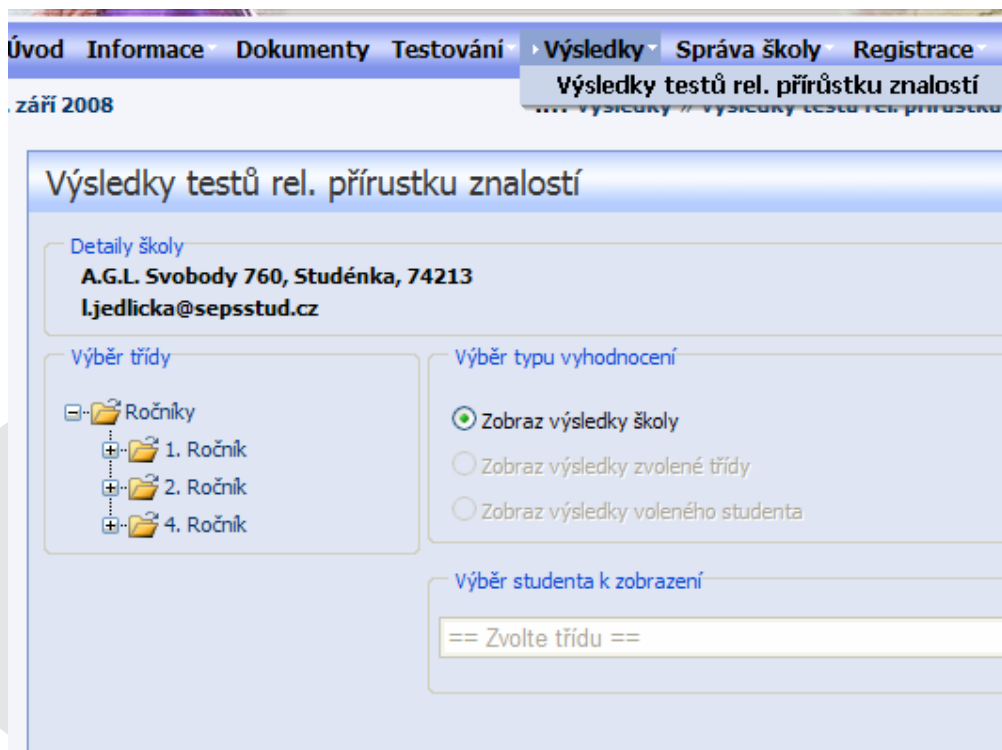 Úvod Informace Dokumenty Testování Výsledky Správa školy Registrace
Výsledky testů rel. přírůstku znalostí
. září 2008
Výsledky testů rel. přírustku znalostí
Detaily školy
A.G.L. Svobody 760, Studénka, 74213
l.jedlicka@sepsstud.cz
Výběr třídy
Ročníky
1. Ročník
2. Ročník
4. Ročník
Výběr typu vyhodnocení
Zobraz výsledky školy
Zobraz výsledky zvolené třídy
Zobraz výsledky voleného studenta
Výběr studenta k zobrazení
== Zvolte třídu ==